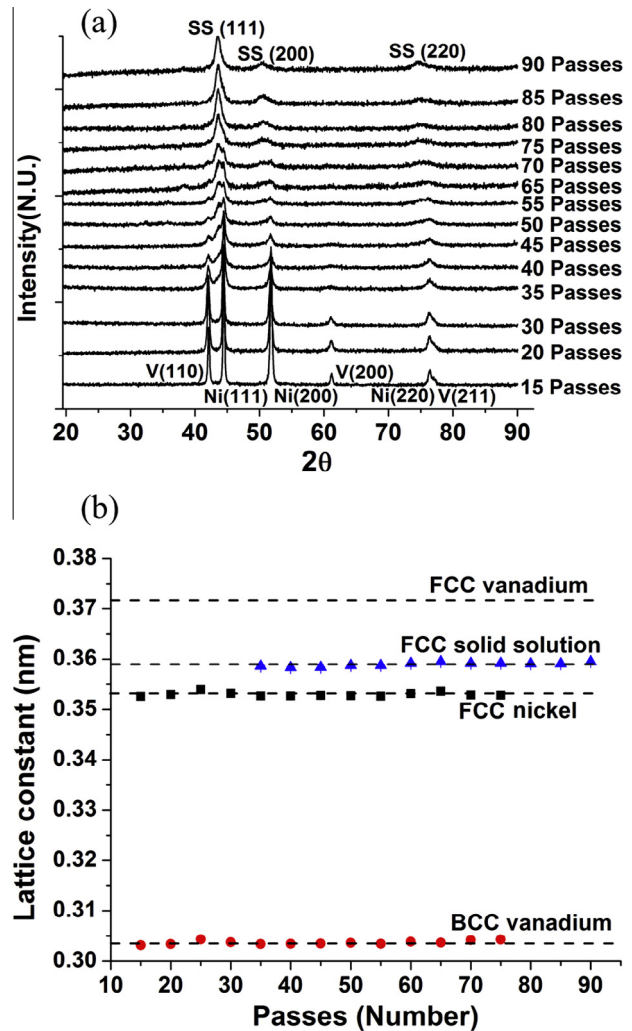 (a)
SS (111)
SS (200)
SS (220)
90 Passes
85 Passes
80 Passes
75 Passes
70 Passes
65 Passes
55 Passes
50 Passes
45 Passes
40 Passes
35 Passes
30 Passes
20 Passes
15 Passes
V(110)
V(200)
Ni(111)
Ni(200)
Ni(220)
V(211)
Intensity(N.U.)
20 30 40 50 60 70 80 90
2θ
(b)
0.38
0.37
0.36
0.35
0.34
0.33
0.32
0.31
0.30
Lattice constant (nm)
FCC vanadium
FCC solid solution
FCC nickel
BCC vanadium
10 20 30 40 50 60 70 80 90
Passes (Number)